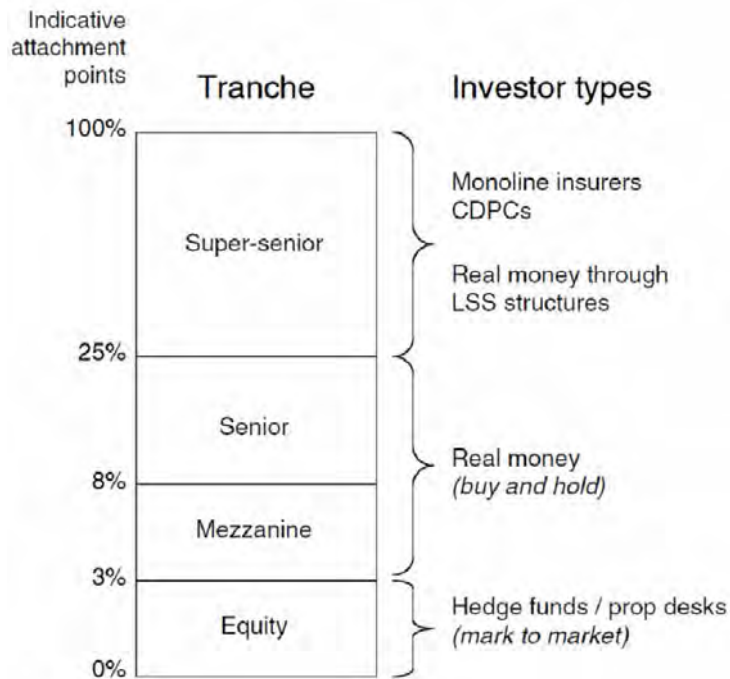 Indicative
attachment
points
Tranche
Investor types
100%
Super-senior
Monoline insurers
CDPCs
Real money through
LSS structures
25%
Senior
Real money
(buy and hold)
8%
Mezzanine
3%
Equity
Hedge funds / prop desks
(mark to market)
0%